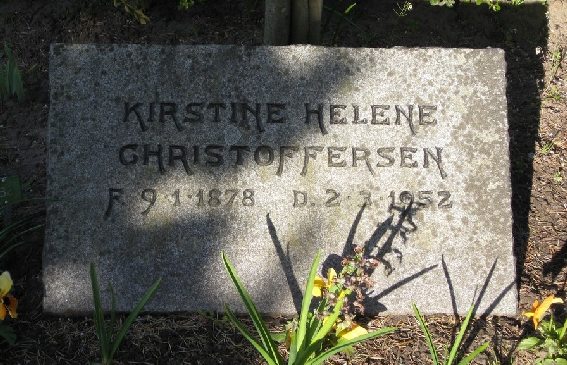 KIRSTINE HELENE
CHRISTOFFERSEN
F. 9·1·1878 D. 2·3·1952